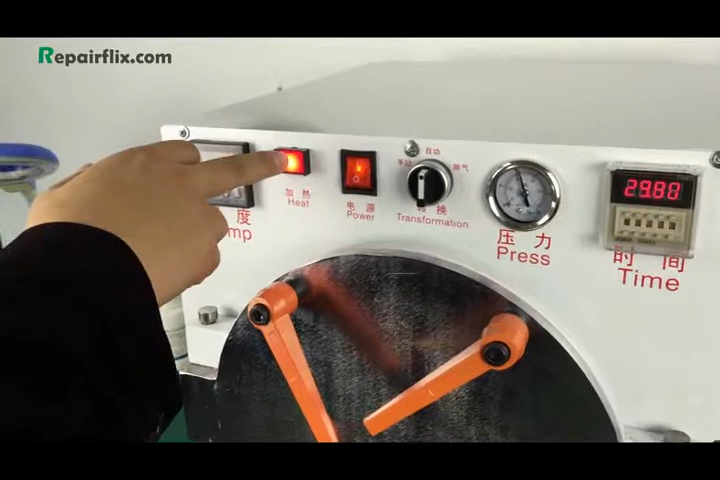 Repairflix.com
自动
手动
排气
加热
Heat
电源
Power
转换
Transformation
度
mp
压力
Press
29.80
时间
Time